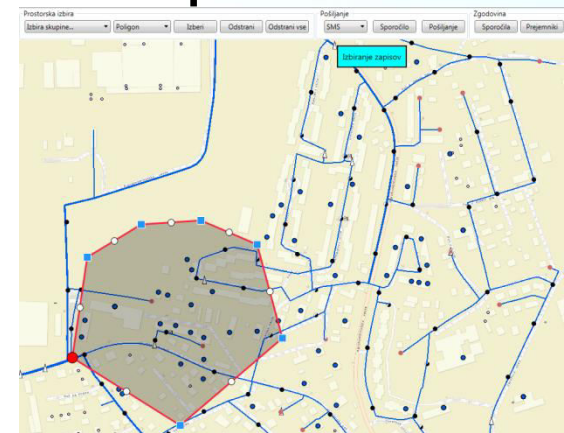 Prostorska izbira
Pošiljanje
Zgodovina
Izbira skupine...
Poligon
Izberi
Odstrani
Odstrani vse
SMS
Sporočilo
Pošiljanje
Sporočila
Prejemniki
Izbiranje zapisov